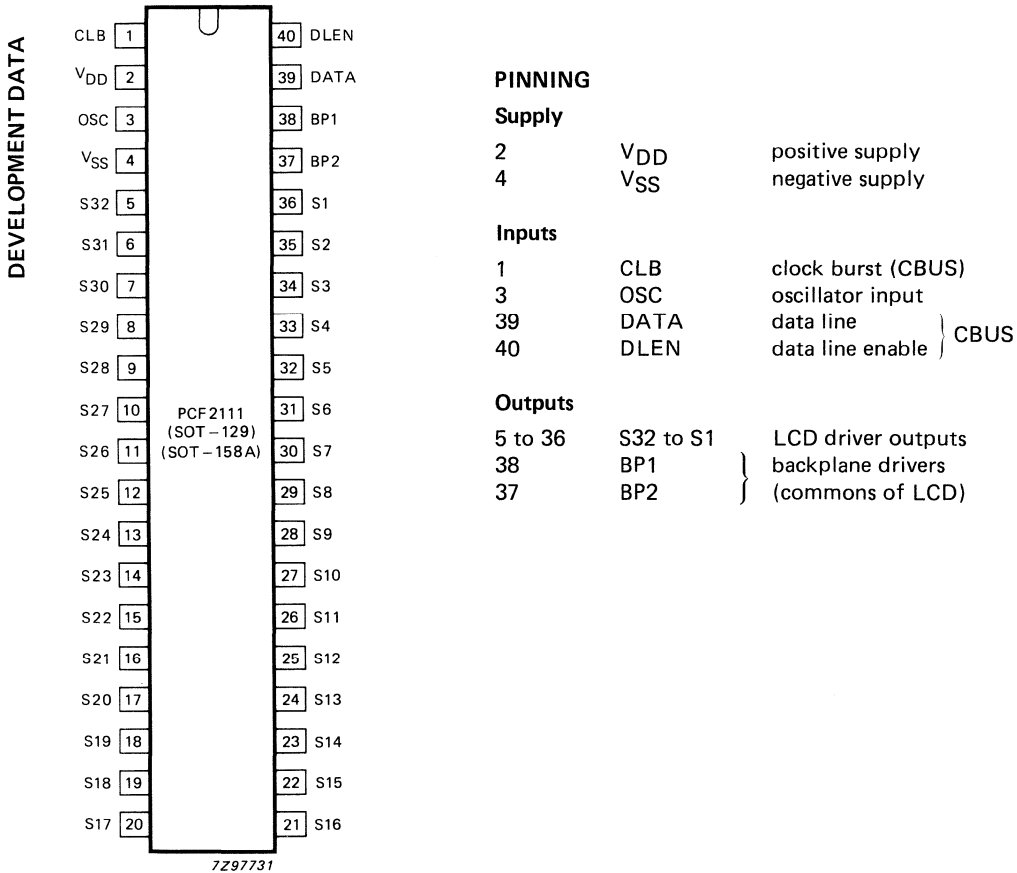 DEVELOPMENT DATA
CLB 1
VDD 2
OSC 3
VSS 4
S32 5
S31 6
S30 7
S29 8
S28 9
S27 10
S26 11
S25 12
S24 13
S23 14
S22 15
S21 16
S20 17
S19 18
S18 19
S17 20
PCF2111
(SOT–129)
(SOT–158A)
40 DLEN
39 DATA
38 BP1
37 BP2
36 S1
35 S2
34 S3
33 S4
32 S5
31 S6
30 S7
29 S8
28 S9
27 S10
26 S11
25 S12
24 S13
23 S14
22 S15
21 S16
7Z97731
PINNING
Supply
2 VDD positive supply
4 VSS negative supply
Inputs
1 CLB clock burst (CBUS)
3 OSC oscillator input
39 DATA data line
40 DLEN data line enable
CBUS
Outputs
5 to 36 S32 to S1 LCD driver outputs
38 BP1 backplane drivers
37 BP2 (commons of LCD)